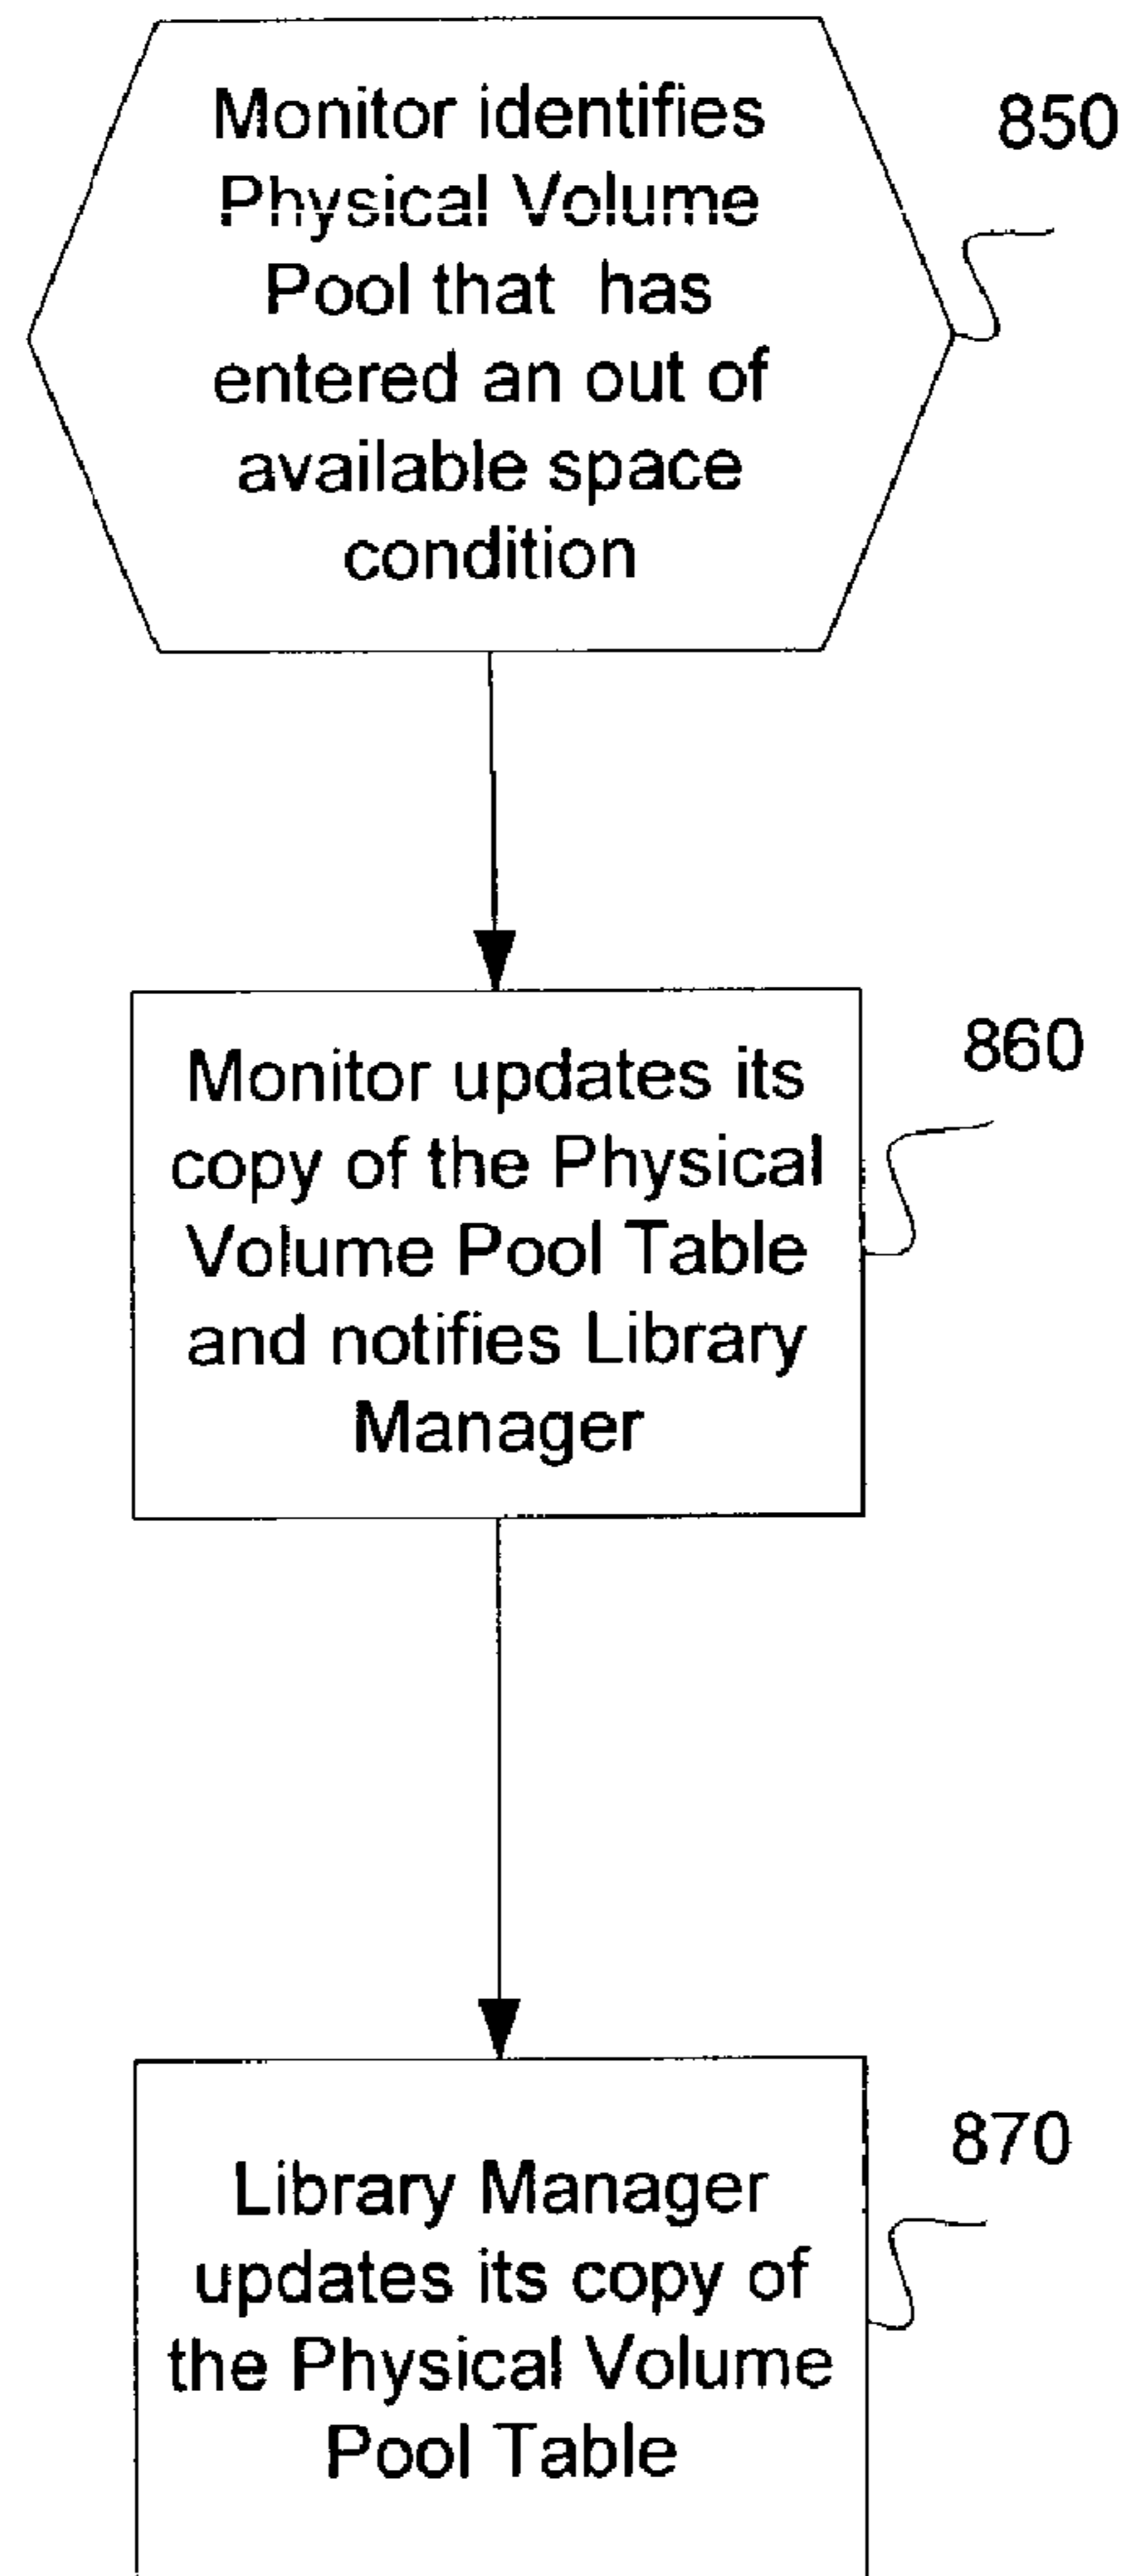 Monitor identifies
Physical Volume
Pool that has
entered an out of
available space
condition
850
Monitor updates its
copy of the Physical
Volume Pool Table
and notifies Library
Manager
860
Library Manager
updates its copy of
the Physical Volume
Pool Table
870